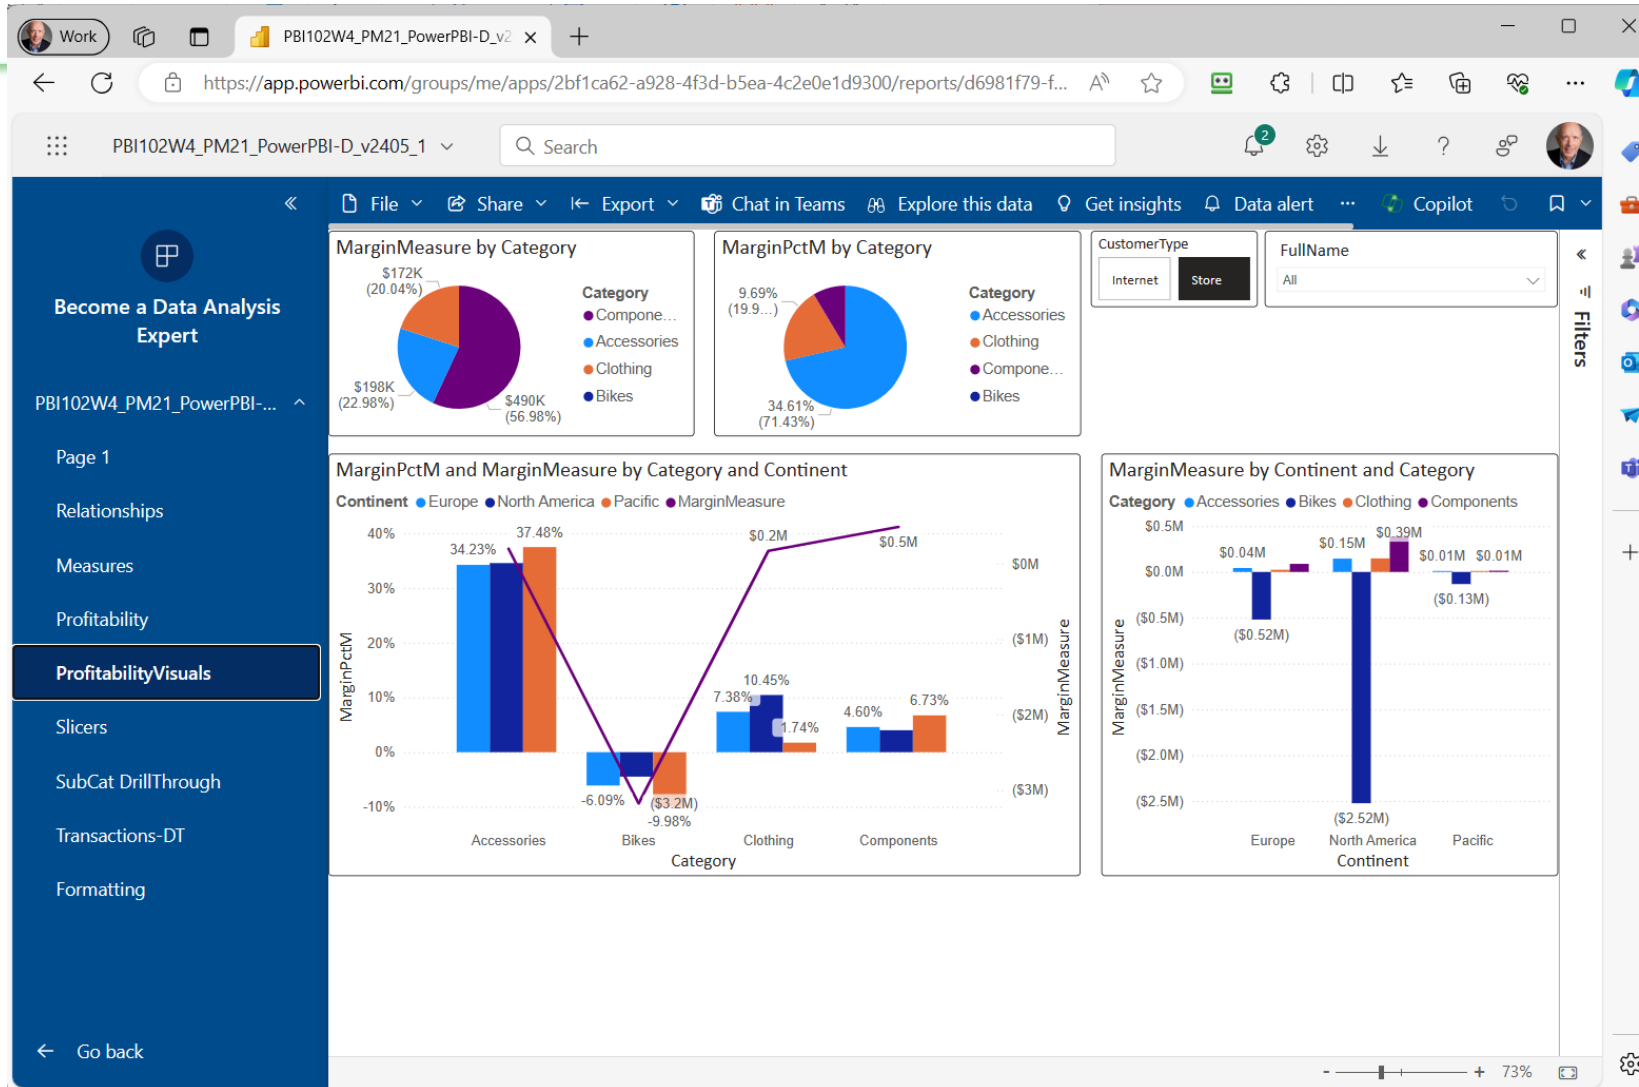 Work
PBI102W4_PM21_PowerPBI-D_v2
https://app.powerbi.com/groups/me/apps/2bf1ca62-a928-4f3d-b5ea-4c2e0e1d9300/reports/d6981f79-f...
PBI102W4_PM21_PowerPBI-D_v2405_1
Search
2
File
Share
Export
Chat in Teams
Explore this data
Get insights
Data alert
Copilot
Become a Data Analysis
Expert
PBI102W4_PM21_PowerPBI-...
Page 1
Relationships
Measures
Profitability
ProfitabilityVisuals
Slicers
SubCat DrillThrough
Transactions-DT
Formatting
Go back
MarginMeasure by Category
$172K
(20.04%)
$198K
(22.98%)
$490K
(56.98%)
Category
Compone...
Accessories
Clothing
Bikes
MarginPctM by Category
9.69%
(19.9...)
34.61%
(71.43%)
Category
Accessories
Clothing
Compone...
Bikes
CustomerType
Internet
Store
FullName
All
Filters
MarginPctM and MarginMeasure by Category and Continent
Continent Europe North America Pacific MarginMeasure
40%
30%
20%
10%
0%
-10%
MarginPctM
34.23%
37.48%
-6.09%
($3.2M)
-9.98%
7.38%
10.45%
1.74%
$0.2M
4.60%
6.73%
$0.5M
$0M
($1M)
($2M)
($3M)
MarginMeasure
Accessories Bikes Clothing Components
Category
MarginMeasure by Continent and Category
Category Accessories Bikes Clothing Components
$0.5M
$0.0M
($0.5M)
($1.0M)
($1.5M)
($2.0M)
($2.5M)
MarginMeasure
$0.04M
($0.52M)
$0.15M
$0.39M
($2.52M)
$0.01M
$0.01M
($0.13M)
Europe North America Pacific
Continent
- + 73%